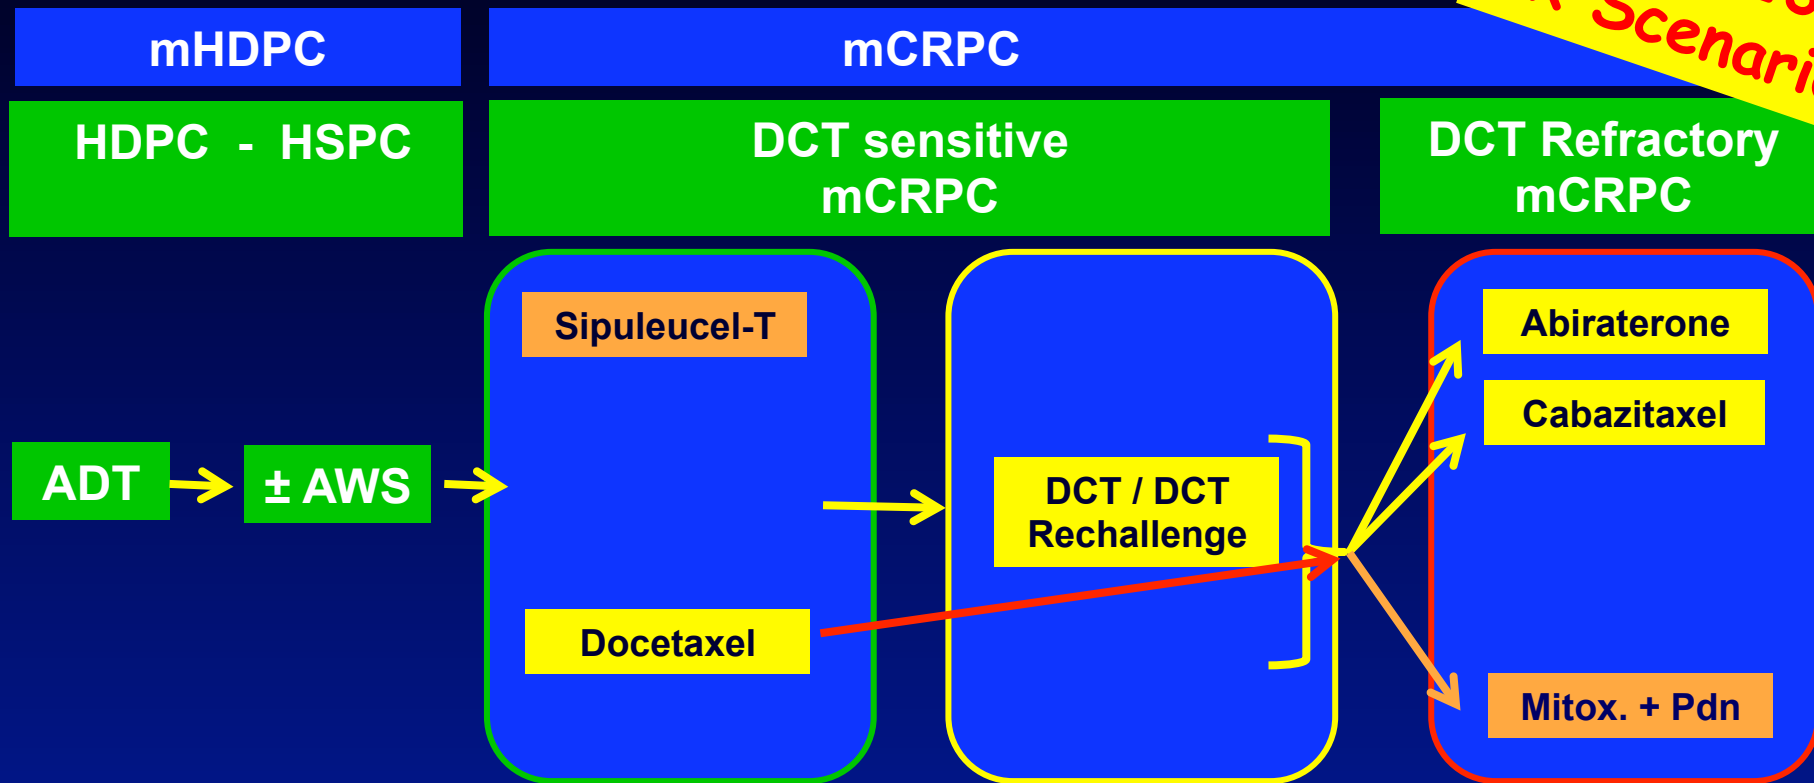 mHDPC
mCRPC
Scenario
HDPC - HSPC
DCT sensitive
mCRPC
DCT Refractory
mCRPC
Sipuleucel-T
Abiraterone
Cabazitaxel
ADT
± AWS
DCT / DCT
Rechallenge
Docetaxel
Mitox. + Pdn